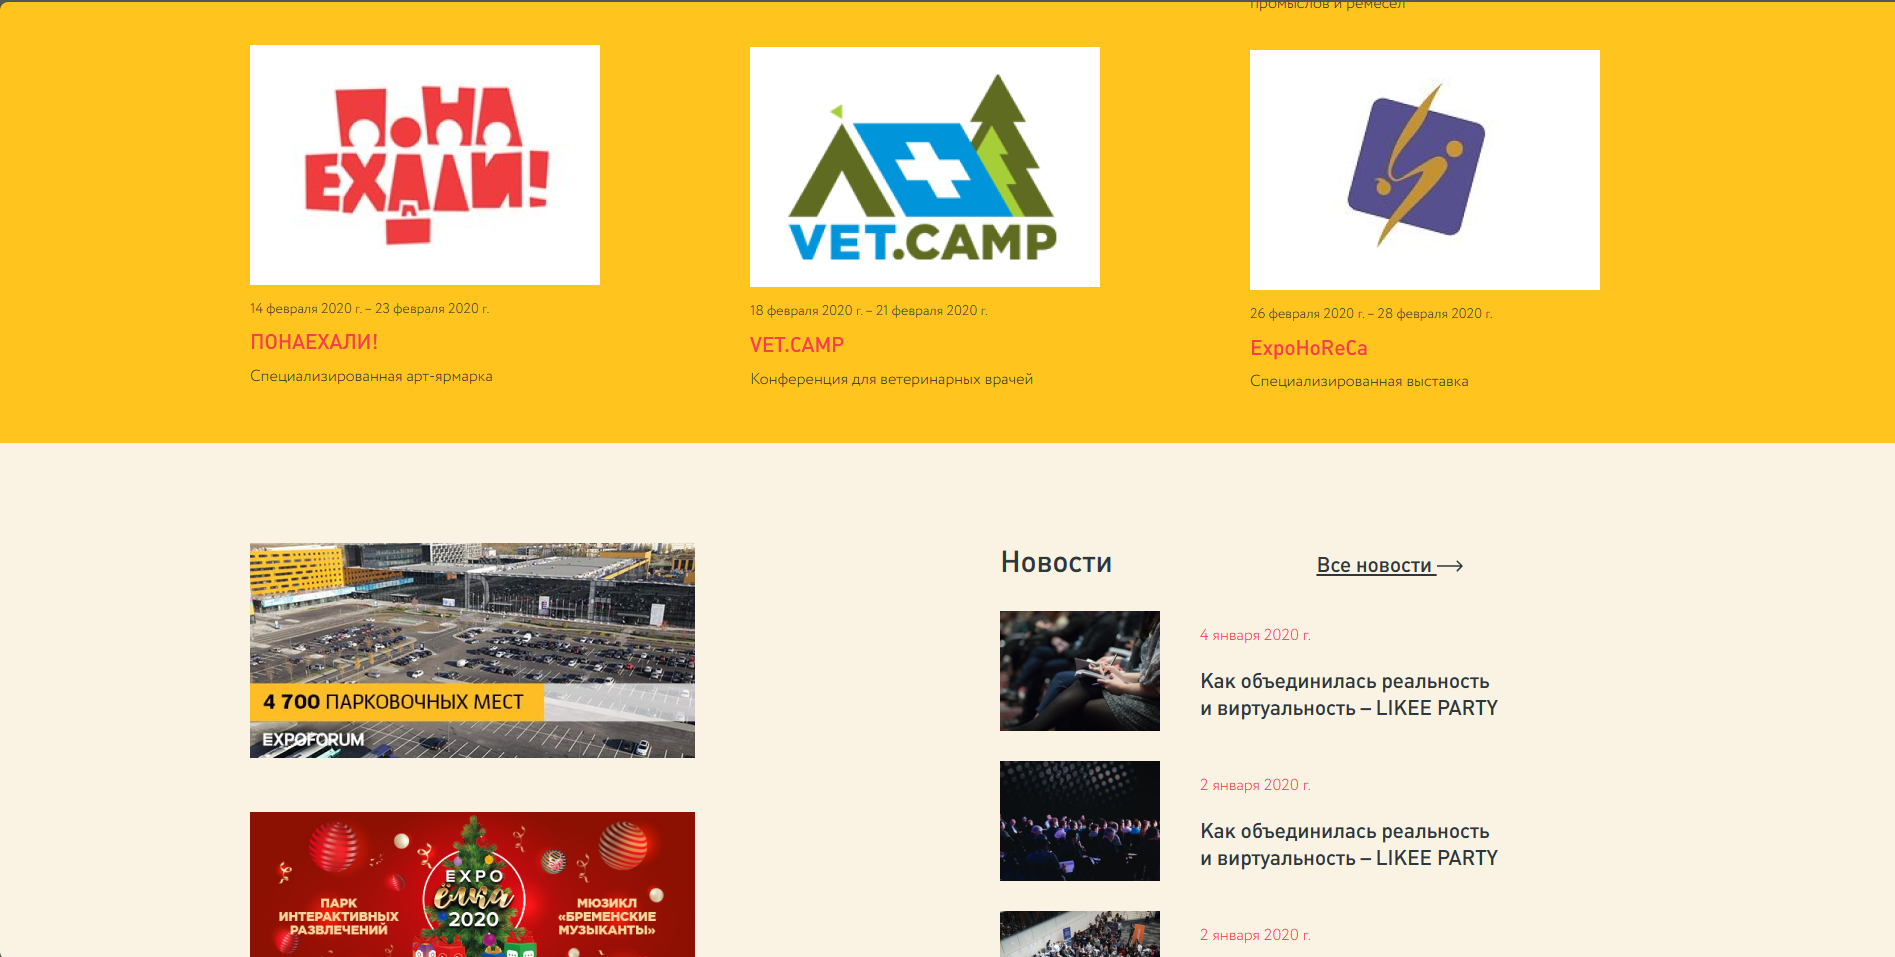 промыслов и ремесел
ПОНА
ЕХАЛИ!
14 февраля 2020 г. – 23 февраля 2020 г.
ПОНАЕХАЛИ!
Специализированная арт-ярмарка
VET.CAMP
18 февраля 2020 г. – 21 февраля 2020 г.
VET.CAMP
Конференция для ветеринарных врачей
26 февраля 2020 г. – 28 февраля 2020 г.
ExpoHoReCa
Специализированная выставка
4 700 ПАРКОВОЧНЫХ МЕСТ
EXPOFORUM
EXPO
ёлка
2020
ПАРК
ИНТЕРАКТИВНЫХ
РАЗВЛЕЧЕНИЙ
МЮЗИКЛ
«БРЕМЕНСКИЕ
МУЗЫКАНТЫ»
Новости
Все новости
4 января 2020 г.
Как объединилась реальность
и виртуальность – LIKEE PARTY
2 января 2020 г.
Как объединилась реальность
и виртуальность – LIKEE PARTY
2 января 2020 г.